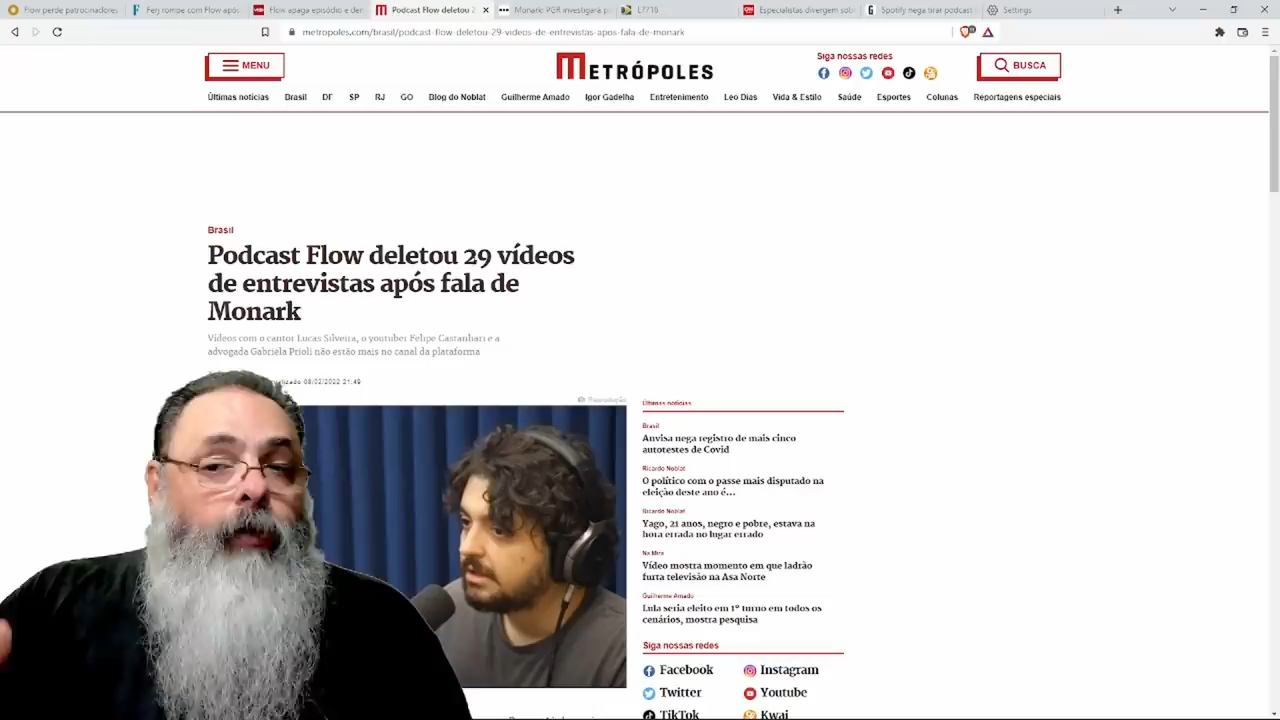 Flow perde patrocinadores
Ferj rompe com Flow após
Flow apaga episódio e den
Podcast Flow deletou 2
Monark: PGR investigará po
L7716
Especialistas divergem sob
Spotify nega tirar podcast
Settings
metropoles.com/brasil/podcast-flow-deletou-29-videos-de-entrevistas-apos-fala-de-monark
MENU
METRÓPOLES
Siga nossas redes
BUSCA
Últimas notícias Brasil DF SP RJ GO Blog do Noblat Guilherme Amado Igor Gadelha Entretenimento Leo Dias Vida & Estilo Saúde Esportes Colunas Reportagens especiais
Brasil
Podcast Flow deletou 29 vídeos
de entrevistas após fala de
Monark
Vídeos com o cantor Lucas Silveira, o youtuber Felipe Castanhari e a
advogada Gabriela Prioli não estão mais no canal da plataforma
08/02/2022 21:49
Reprodução
Últimas notícias
Brasil
Anvisa nega registro de mais cinco
autotestes de Covid
Ricardo Noblat
O político com o passe mais disputado na
eleição deste ano é...
Ricardo Noblat
Yago, 21 anos, negro e pobre, estava na
hora errada no lugar errado
Na Mira
Vídeo mostra momento em que ladrão
furta televisão na Asa Norte
Guilherme Amado
Lula seria eleito em 1º turno em todos os
cenários, mostra pesquisa
Siga nossas redes
Facebook Instagram
Twitter Youtube
TikTok Kwai